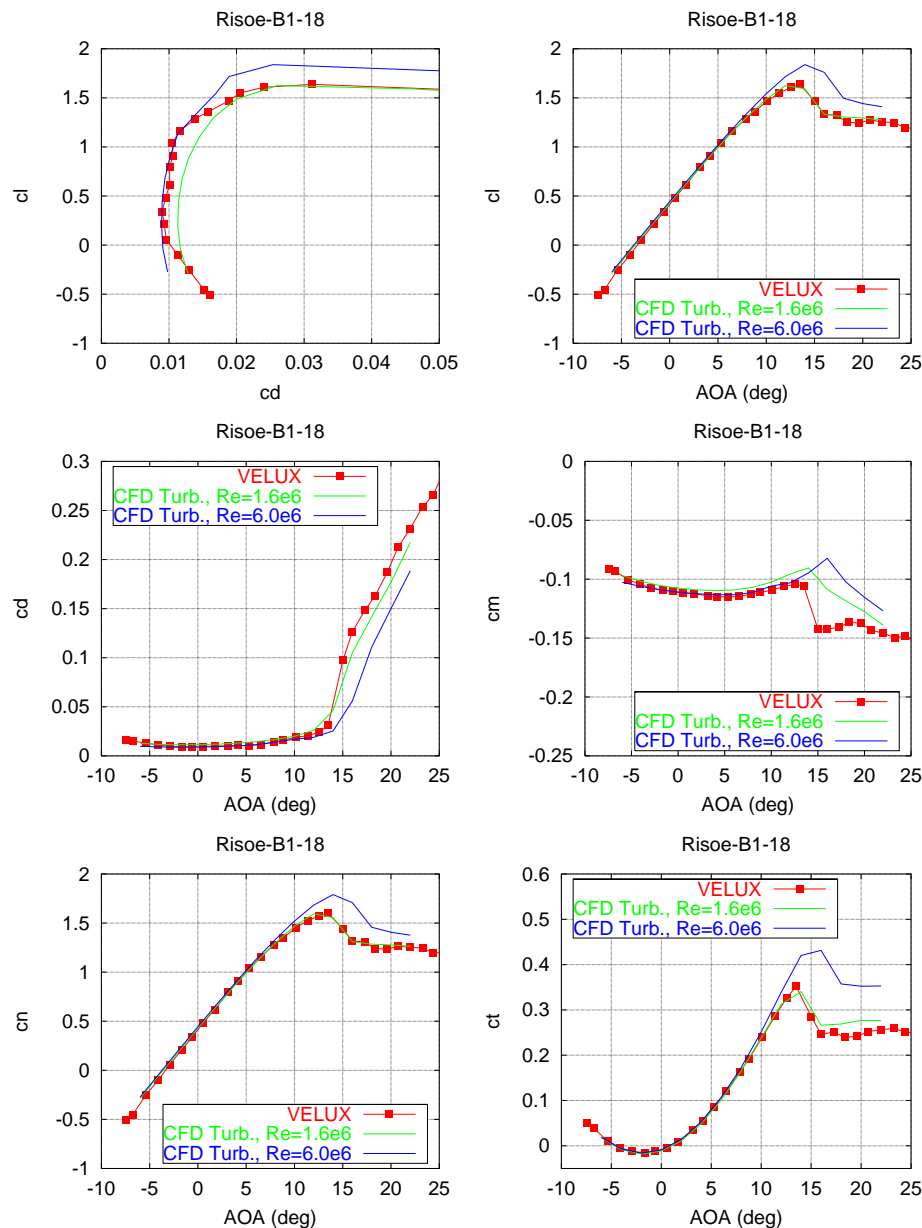 Risoe-B1-18
2
1.5
1
0.5
0
-0.5
-1
cl
0 0.01 0.02 0.03 0.04 0.05
cd
Risoe-B1-18
2
1.5
1
0.5
0
-0.5
-1
cl
VELUX
CFD Turb., Re=1.6e6
CFD Turb., Re=6.0e6
-10 -5 0 5 10 15 20 25
AOA (deg)
Risoe-B1-18
0.3
0.25
0.2
0.15
0.1
0.05
0
cd
VELUX
CFD Turb., Re=1.6e6
CFD Turb., Re=6.0e6
-10 -5 0 5 10 15 20 25
AOA (deg)
Risoe-B1-18
0
-0.05
-0.1
-0.15
-0.2
-0.25
cm
VELUX
CFD Turb., Re=1.6e6
CFD Turb., Re=6.0e6
-10 -5 0 5 10 15 20 25
AOA (deg)
Risoe-B1-18
2
1.5
1
0.5
0
-0.5
-1
cn
VELUX
CFD Turb., Re=1.6e6
CFD Turb., Re=6.0e6
-10 -5 0 5 10 15 20 25
AOA (deg)
Risoe-B1-18
0.6
0.5
0.4
0.3
0.2
0.1
0
ct
VELUX
CFD Turb., Re=1.6e6
CFD Turb., Re=6.0e6
-10 -5 0 5 10 15 20 25
AOA (deg)